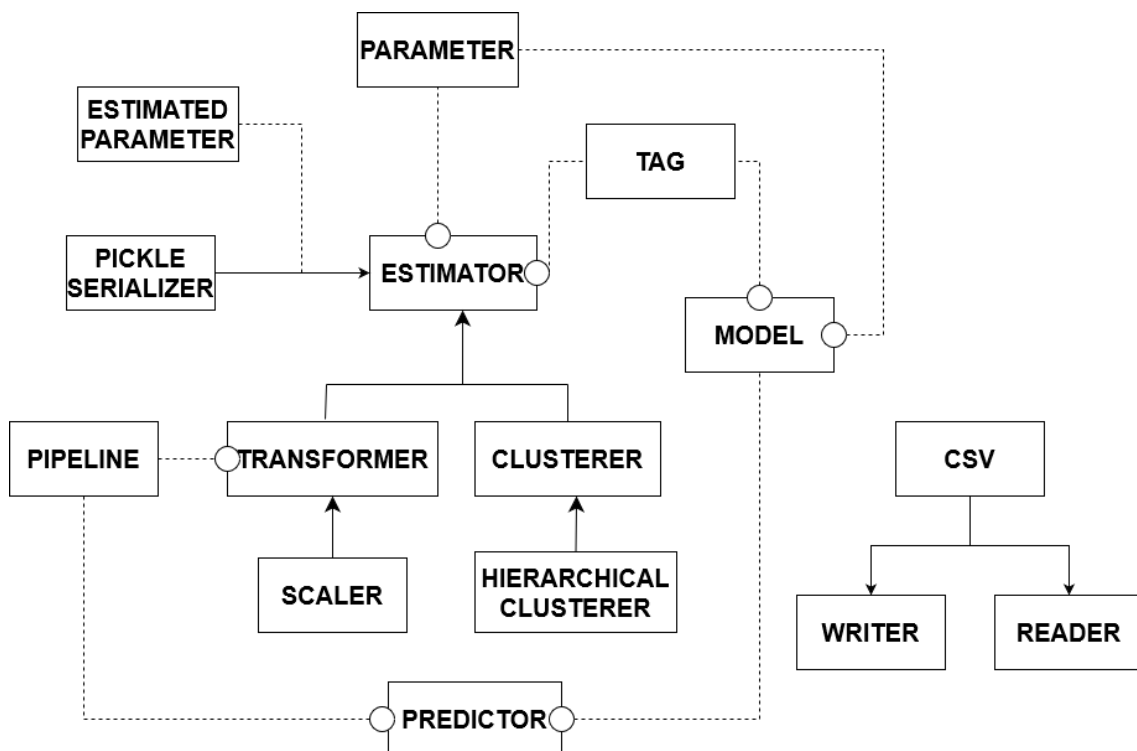 PARAMETER
ESTIMATED
PARAMETER
TAG
PICKLE
SERIALIZER
ESTIMATOR
MODEL
PIPELINE
TRANSFORMER
CLUSTERER
CSV
SCALER
HIERARCHICAL
CLUSTERER
WRITER
READER
PREDICTOR